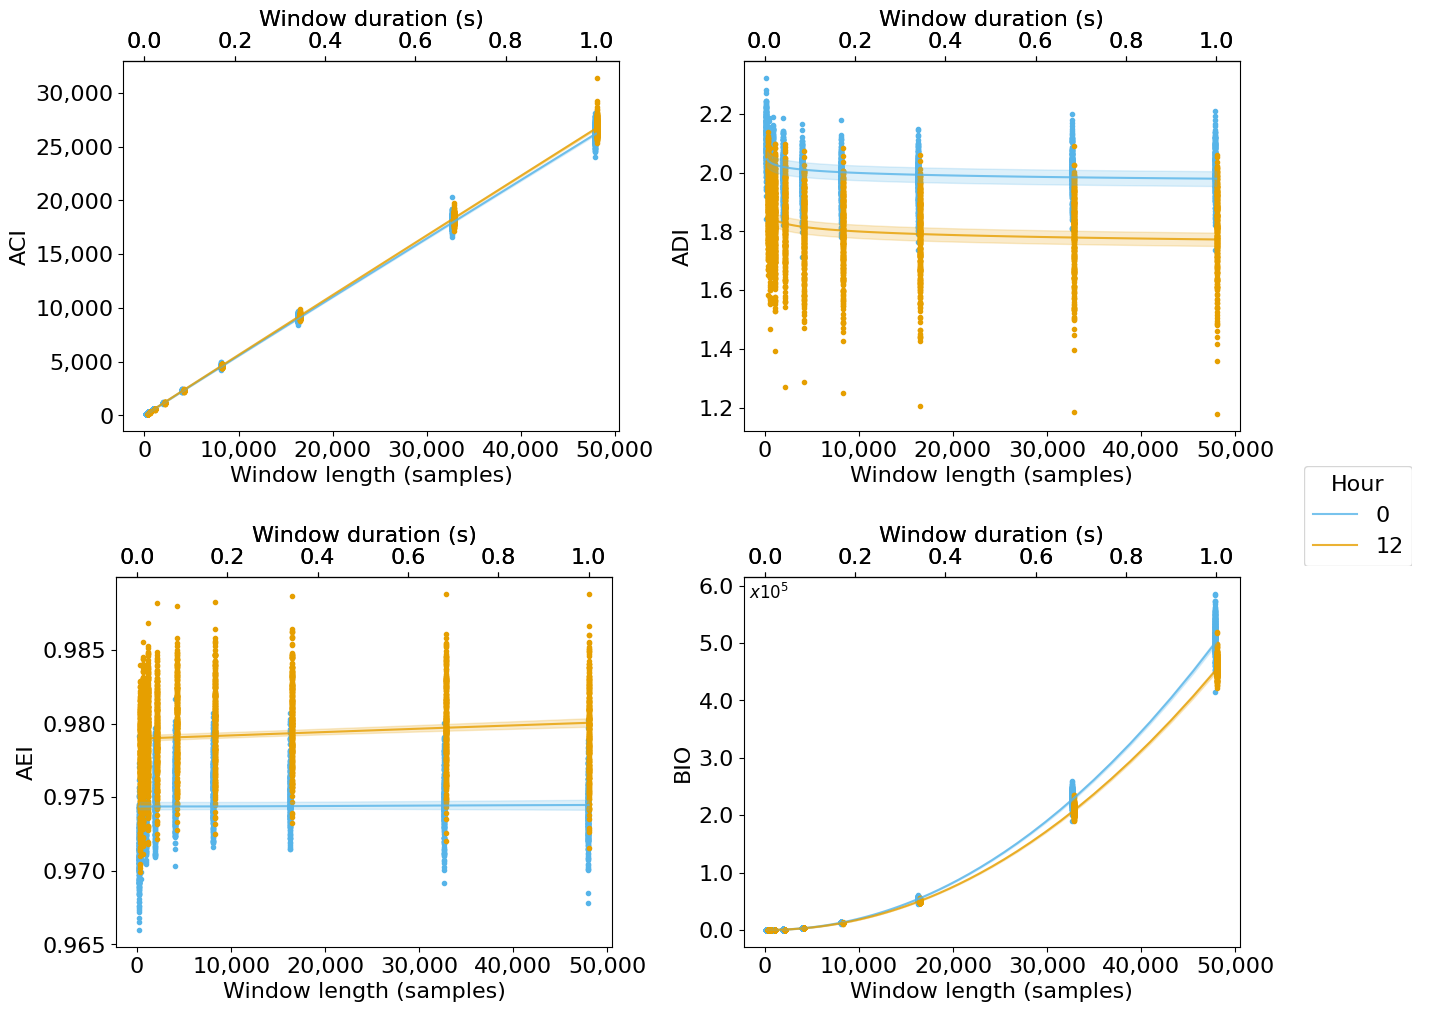 Window duration (s)
0.0 0.2 0.4 0.6 0.8 1.0
30,000
25,000
20,000
15,000
10,000
5,000
0
ACI
0 10,000 20,000 30,000 40,000 50,000
Window length (samples)
Window duration (s)
0.0 0.2 0.4 0.6 0.8 1.0
2.2
2.0
1.8
1.6
1.4
1.2
ADI
0 10,000 20,000 30,000 40,000 50,000
Window length (samples)
Hour
0
12
Window duration (s)
0.0 0.2 0.4 0.6 0.8 1.0
0.985
0.980
0.975
0.970
0.965
AEI
0 10,000 20,000 30,000 40,000 50,000
Window length (samples)
Window duration (s)
0.0 0.2 0.4 0.6 0.8 1.0
x10⁵
6.0
5.0
4.0
3.0
2.0
1.0
0.0
BIO
0 10,000 20,000 30,000 40,000 50,000
Window length (samples)